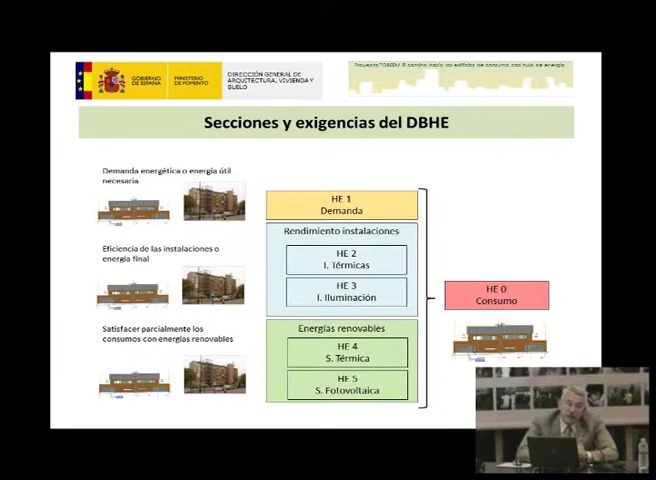 GOBIERNO
DE ESPAÑA
MINISTERIO
DE FOMENTO
DIRECCIÓN GENERAL DE
ARQUITECTURA, VIVIENDA Y
SUELO
Secciones y exigencias del DBHE
Demanda energética o energía útil
necesaria
Eficiencia de las instalaciones o
energía final
Satisfacer parcialmente los
consumos con energías renovables
HE 1
Demanda
Rendimiento instalaciones
HE 2
I. Térmicas
HE 3
I. Iluminación
Energías renovables
HE 4
S. Térmica
HE 5
S. Fotovoltaica
HE 0
Consumo